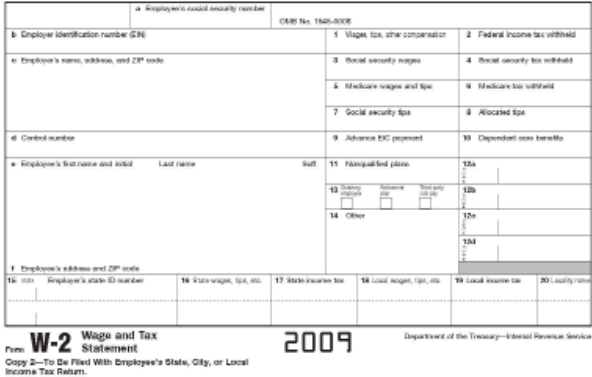 a Employee's social security number
OMB No. 1545-0008
b Employer identification number (EIN)
1 Wages, tips, other compensation
2 Federal income tax withheld
c Employer's name, address, and ZIP code
3 Social security wages
4 Social security tax withheld
5 Medicare wages and tips
6 Medicare tax withheld
7 Social security tips
8 Allocated tips
d Control number
9 Advance EIC payment
10 Dependent care benefits
e Employee's first name and initial Last name Suff.
11 Nonqualified plans
12a
13 Statutory employee Retirement plan Third-party sick pay
12b
14 Other
12c
12d
f Employee's address and ZIP code
15 State Employer's state ID number
16 State wages, tips, etc.
17 State income tax
18 Local wages, tips, etc.
19 Local income tax
20 Locality name
Form W-2 Wage and Tax Statement
2009
Department of the Treasury—Internal Revenue Service
Copy 2—To Be Filed With Employee's State, City, or Local
Income Tax Return.